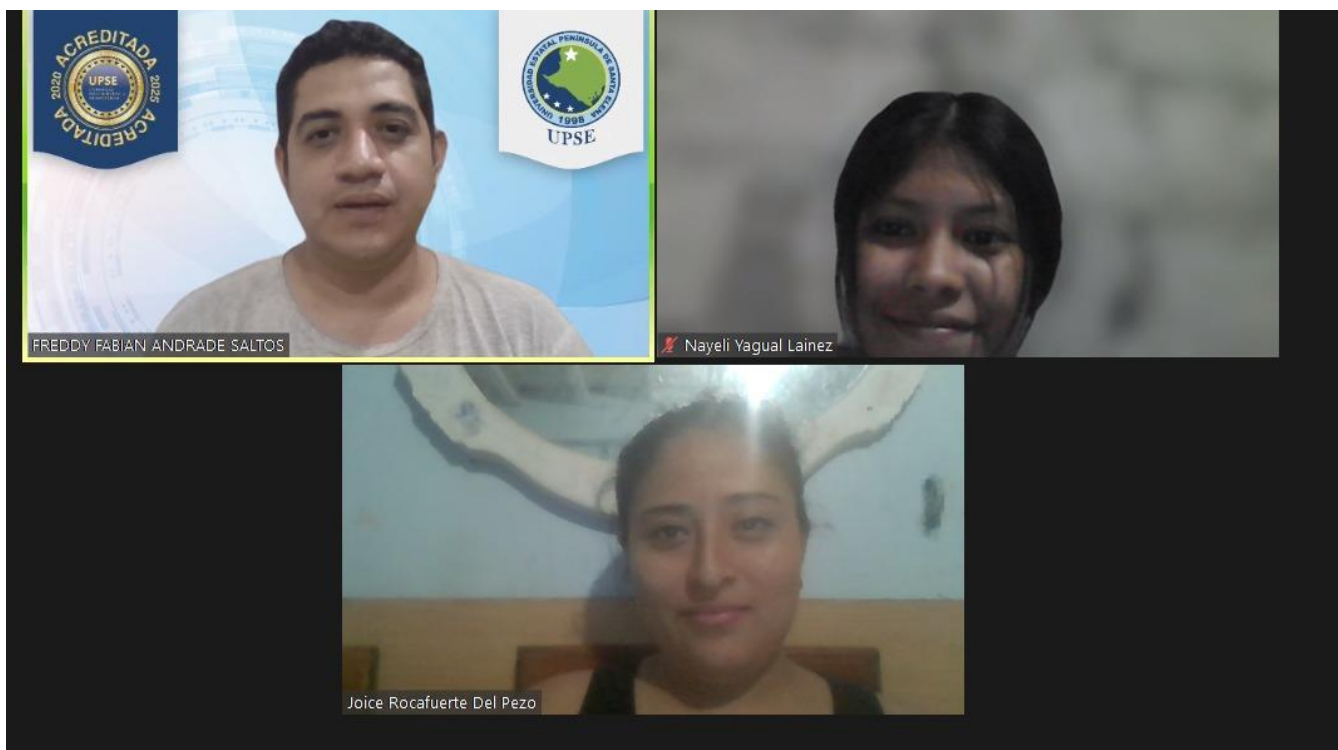 ACREDITADA
2020
UPSE
2025
ACREDITADA
UNIVERSIDAD ESTATAL PENÍNSULA DE SANTA ELENA
1998
UPSE
FREDDY FABIAN ANDRADE SALTOS
Nayeli Yagual Lainez
Joice Rocafuerte Del Pezo